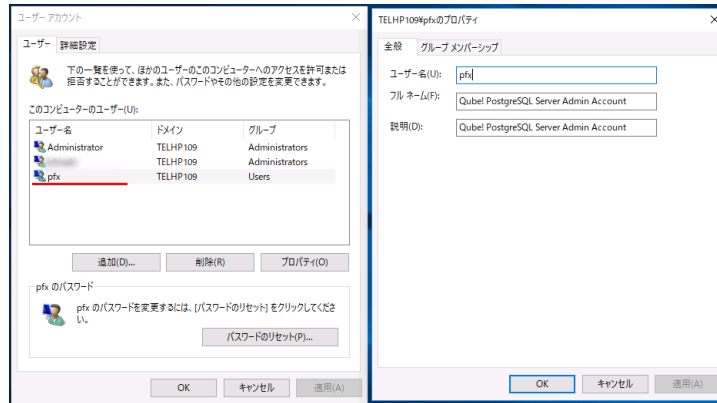 ユーザー アカウント
ユーザー 詳細設定
下の一覧を使って、ほかのユーザーのこのコンピューターへのアクセスを許可または
拒否することができます。また、パスワードやその他の設定を変更できます。
このコンピューターのユーザー(U):
ユーザー名 ドメイン グループ
Administrator TELHP109 Administrators
TELHP109 Administrators
pfx TELHP109 Users
追加(D)... 削除(R) プロパティ(O)
pfx のパスワード
pfx のパスワードを変更するには、[パスワードのリセット] をクリックしてくださ
い。
パスワードのリセット(P)...
OK キャンセル 適用(A)
TELHP109¥pfxのプロパティ
全般 グループ メンバーシップ
ユーザー名(U): pfx
フル ネーム(F): Qube! PostgreSQL Server Admin Account
説明(D): Qube! PostgreSQL Server Admin Account
OK キャンセル 適用(A)